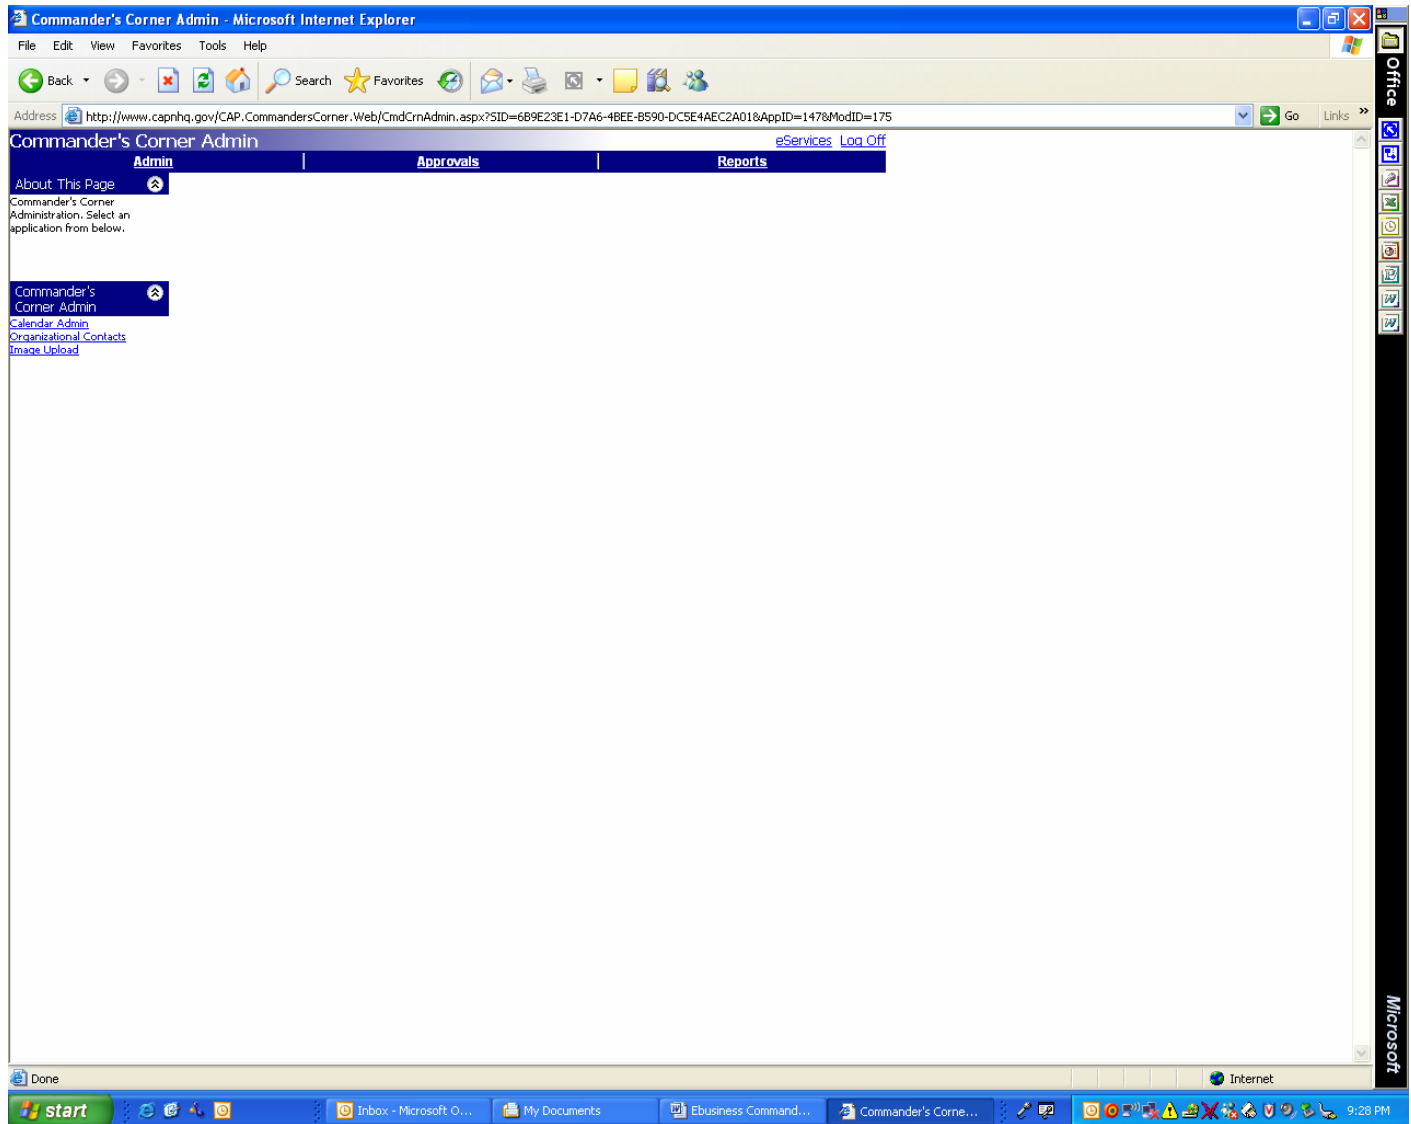 Commander's Corner Admin - Microsoft Internet Explorer
File Edit View Favorites Tools Help
Back Search Favorites
Address http://www.capnhq.gov/CAP.CommandersCorner.Web/CmdCrnAdmin.aspx?SID=6B9E23E1-D7A6-4BEE-B590-DC5E4AEC2A01&AppID=147&ModID=175 Go Links »
Commander's Corner Admin eServices Log Off
Admin | Approvals | Reports
About This Page
Commander's Corner
Administration. Select an
application from below.
Commander's
Corner Admin
Calendar Admin
Organizational Contacts
Image Upload
Office
Microsoft
Done Internet
start Inbox - Microsoft O... My Documents Ebusiness Command... Commander's Corne... 9:28 PM